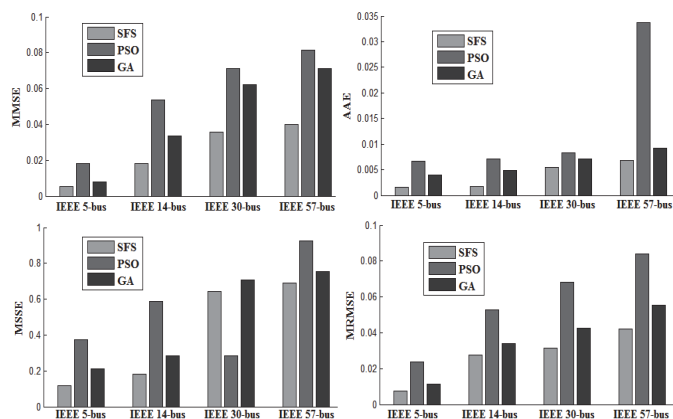 0.1
0.08
0.06
0.04
0.02
0
MMSE
SFS
PSO
GA
IEEE 5-bus IEEE 14-bus IEEE 30-bus IEEE 57-bus
0.035
0.03
0.025
0.02
0.015
0.01
0.005
0
AAE
SFS
PSO
GA
IEEE 5-bus IEEE 14-bus IEEE 30-bus IEEE 57-bus
1
0.8
0.6
0.4
0.2
0
MSSE
SFS
PSO
GA
IEEE 5-bus IEEE 14-bus IEEE 30-bus IEEE 57-bus
0.1
0.08
0.06
0.04
0.02
0
MRMSE
SFS
PSO
GA
IEEE 5-bus IEEE 14-bus IEEE 30-bus IEEE 57-bus